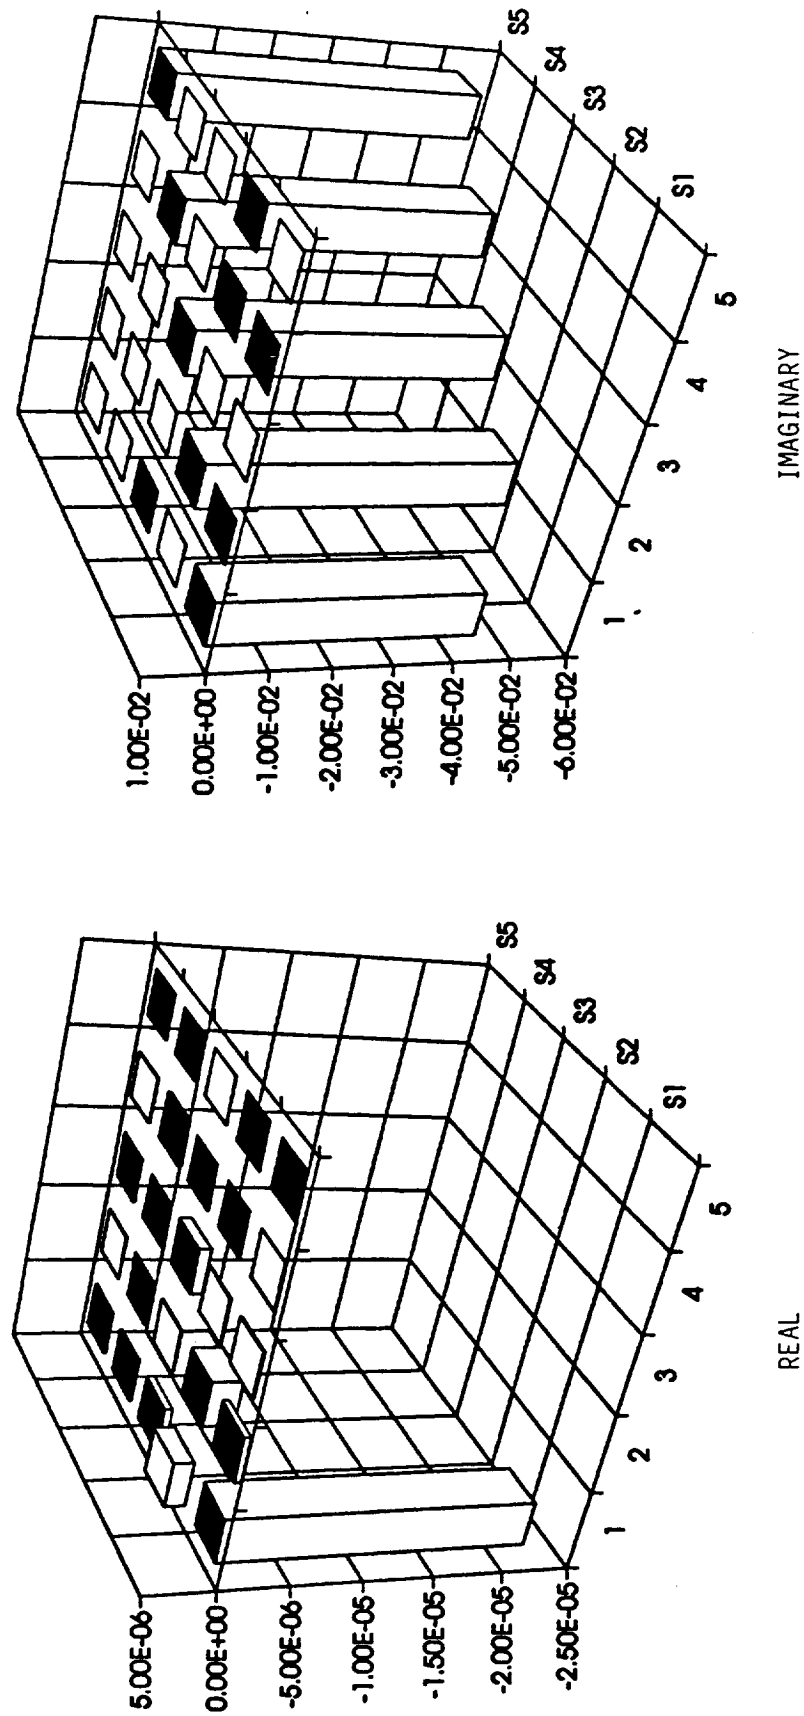 1.00E-02
0.00E+00
-1.00E-02
-2.00E-02
-3.00E-02
-4.00E-02
-5.00E-02
-6.00E-02
1
2
3
4
5
S1
S2
S3
S4
S5
IMAGINARY
5.00E-06
0.00E+00
-5.00E-06
-1.00E-05
-1.50E-05
-2.00E-05
-2.50E-05
1
2
3
4
5
S1
S2
S3
S4
S5
REAL